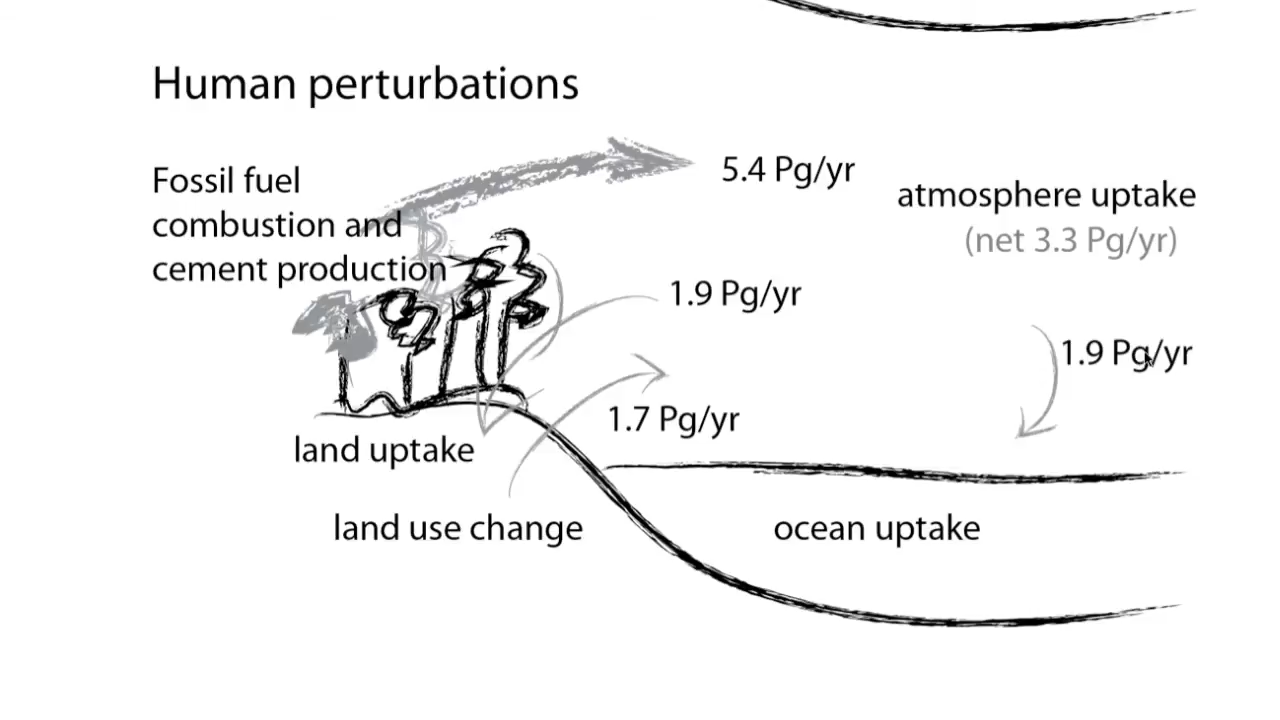 Human perturbations
Fossil fuel
combustion and
cement production
5.4 Pg/yr
atmosphere uptake
(net 3.3 Pg/yr)
1.9 Pg/yr
1.9 Pg/yr
1.7 Pg/yr
land uptake
land use change
ocean uptake